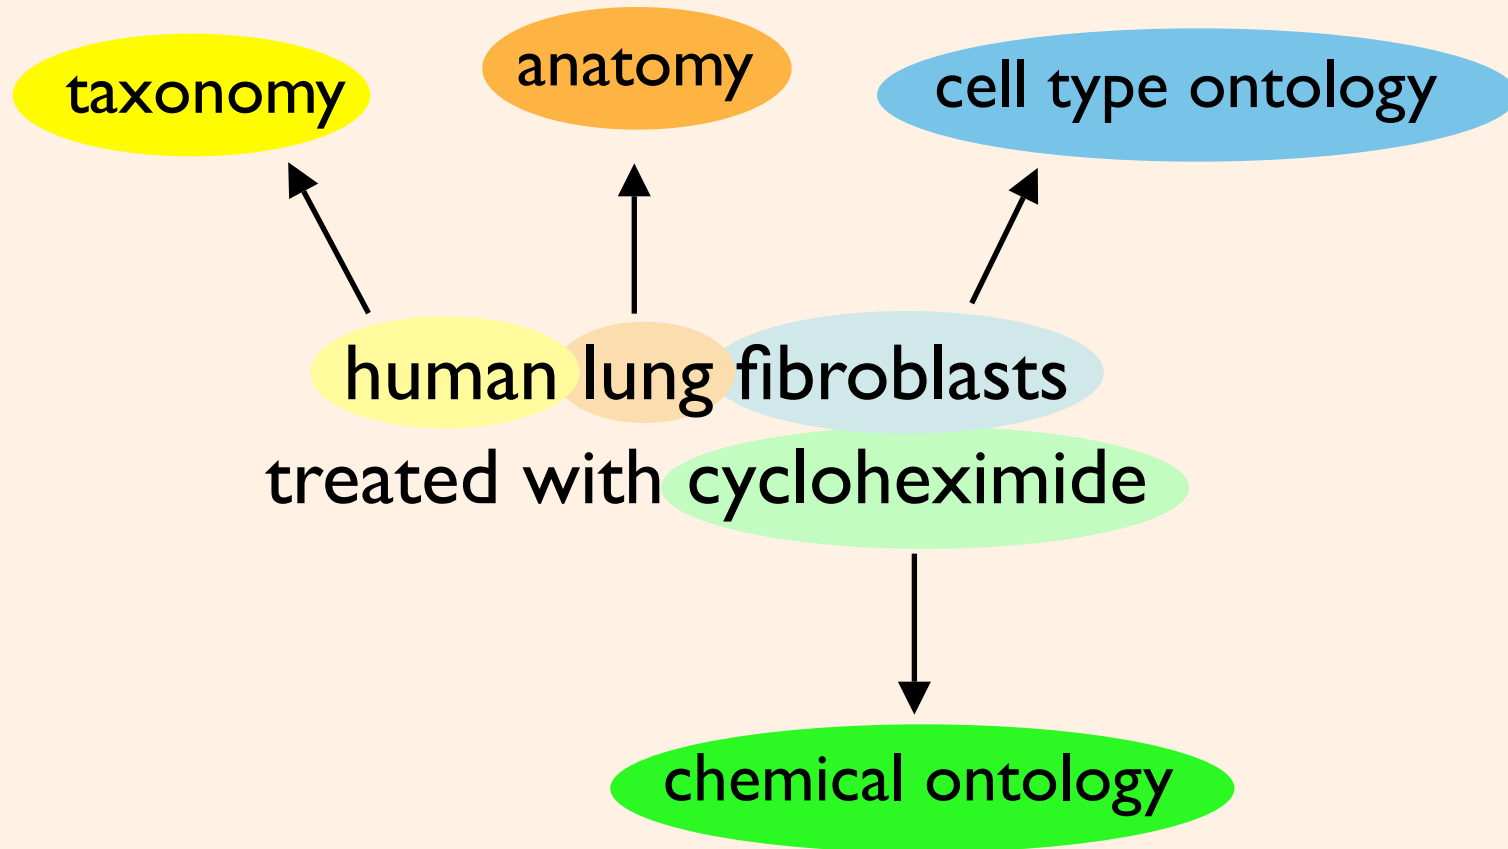 taxonomy
anatomy
cell type ontology
human lung fibroblasts
treated with cycloheximide
chemical ontology